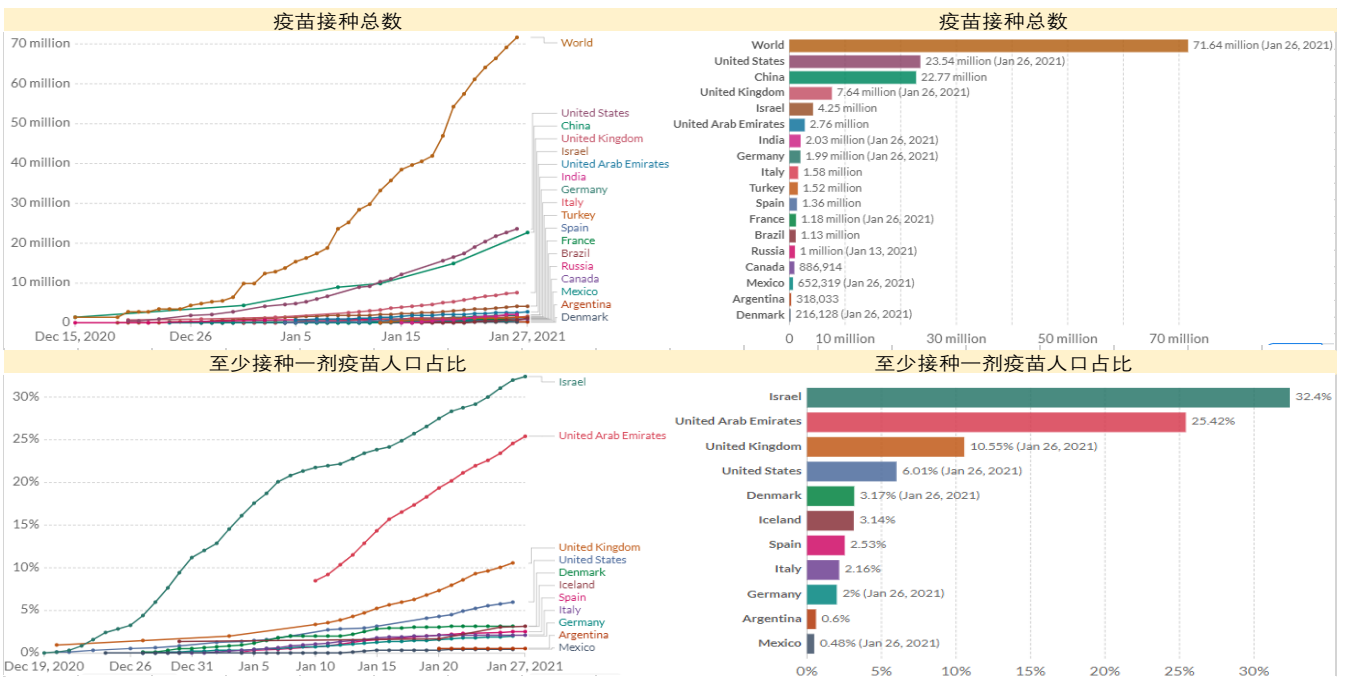 疫苗接种总数
70 million
60 million
50 million
40 million
30 million
20 million
10 million
0
Dec 15, 2020 Dec 26 Jan 5 Jan 15 Jan 27, 2021
World
United States
China
United Kingdom
Israel
United Arab Emirates
India
Germany
Italy
Turkey
Spain
France
Brazil
Russia
Canada
Mexico
Argentina
Denmark
疫苗接种总数
World 71.64 million (Jan 26, 2021)
United States 23.54 million (Jan 26, 2021)
China 22.77 million
United Kingdom 7.64 million (Jan 26, 2021)
Israel 4.25 million
United Arab Emirates 2.76 million
India 2.03 million (Jan 26, 2021)
Germany 1.99 million (Jan 26, 2021)
Italy 1.58 million
Turkey 1.52 million
Spain 1.36 million
France 1.18 million (Jan 26, 2021)
Brazil 1.13 million
Russia 1 million (Jan 13, 2021)
Canada 886,914
Mexico 652,319 (Jan 26, 2021)
Argentina 318,033
Denmark 216,128 (Jan 26, 2021)
0 10 million 30 million 50 million 70 million
至少接种一剂疫苗人口占比
30%
25%
20%
15%
10%
5%
0%
Dec 19, 2020 Dec 26 Dec 31 Jan 5 Jan 10 Jan 15 Jan 20 Jan 27, 2021
Israel
United Arab Emirates
United Kingdom
United States
Denmark
Iceland
Spain
Italy
Germany
Argentina
Mexico
至少接种一剂疫苗人口占比
Israel 32.4%
United Arab Emirates 25.42%
United Kingdom 10.55% (Jan 26, 2021)
United States 6.01% (Jan 26, 2021)
Denmark 3.17% (Jan 26, 2021)
Iceland 3.14%
Spain 2.53%
Italy 2.16%
Germany 2% (Jan 26, 2021)
Argentina 0.6%
Mexico 0.48% (Jan 26, 2021)
0% 5% 10% 15% 20% 25% 30%